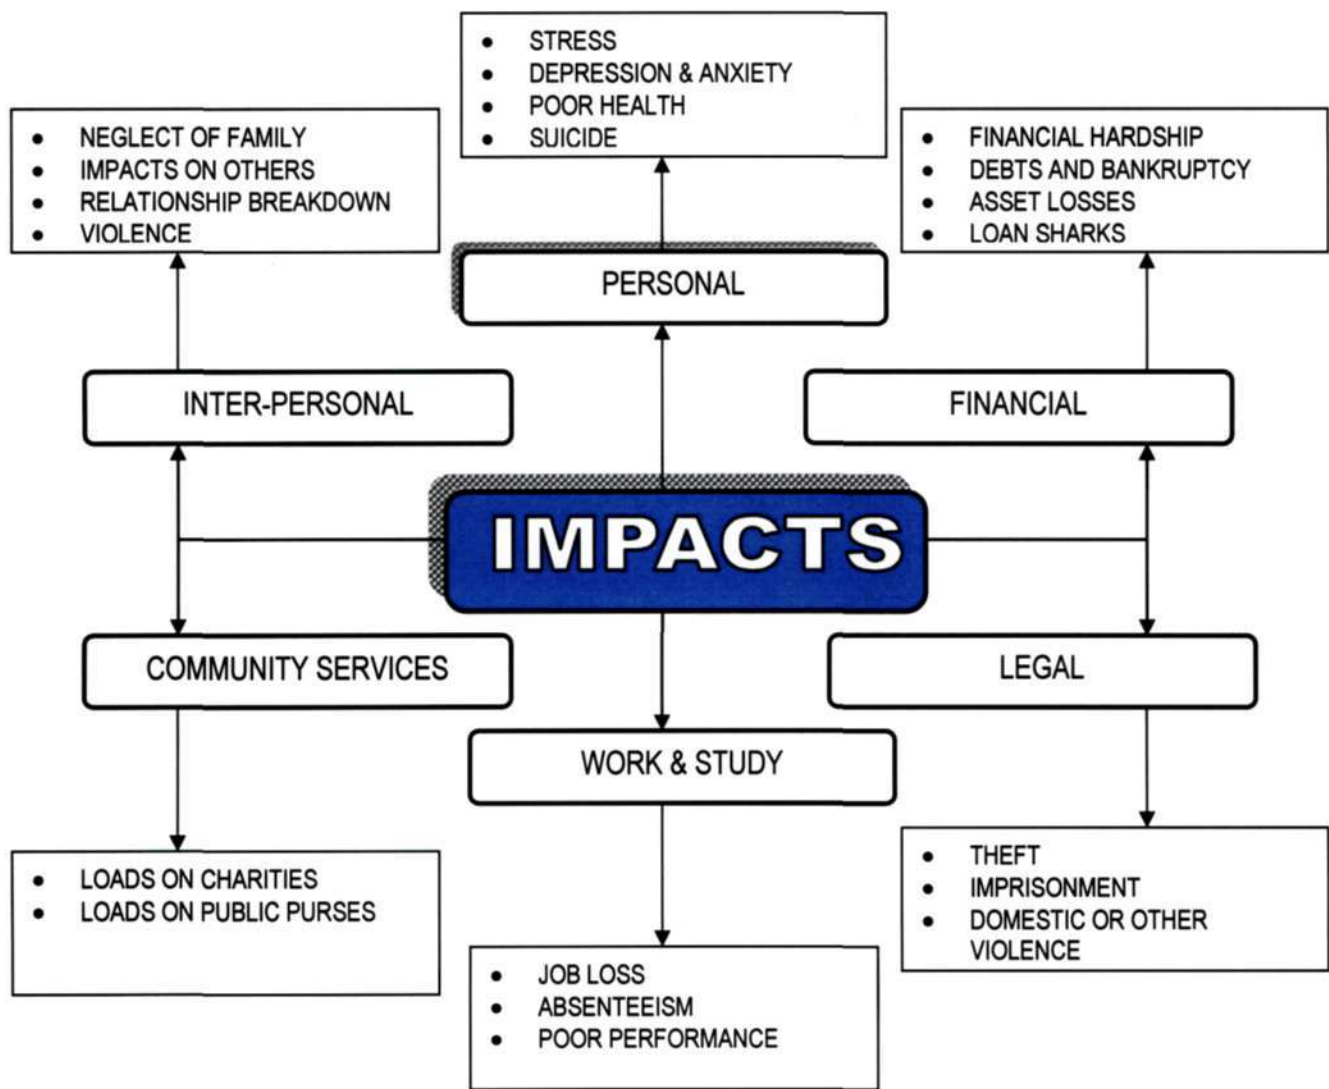 • STRESS
• DEPRESSION & ANXIETY
• POOR HEALTH
• SUICIDE
• NEGLECT OF FAMILY
• IMPACTS ON OTHERS
• RELATIONSHIP BREAKDOWN
• VIOLENCE
• FINANCIAL HARDSHIP
• DEBTS AND BANKRUPTCY
• ASSET LOSSES
• LOAN SHARKS
PERSONAL
INTER-PERSONAL
FINANCIAL
IMPACTS
COMMUNITY SERVICES
LEGAL
WORK & STUDY
• LOADS ON CHARITIES
• LOADS ON PUBLIC PURSES
• THEFT
• IMPRISONMENT
• DOMESTIC OR OTHER
VIOLENCE
• JOB LOSS
• ABSENTEEISM
• POOR PERFORMANCE